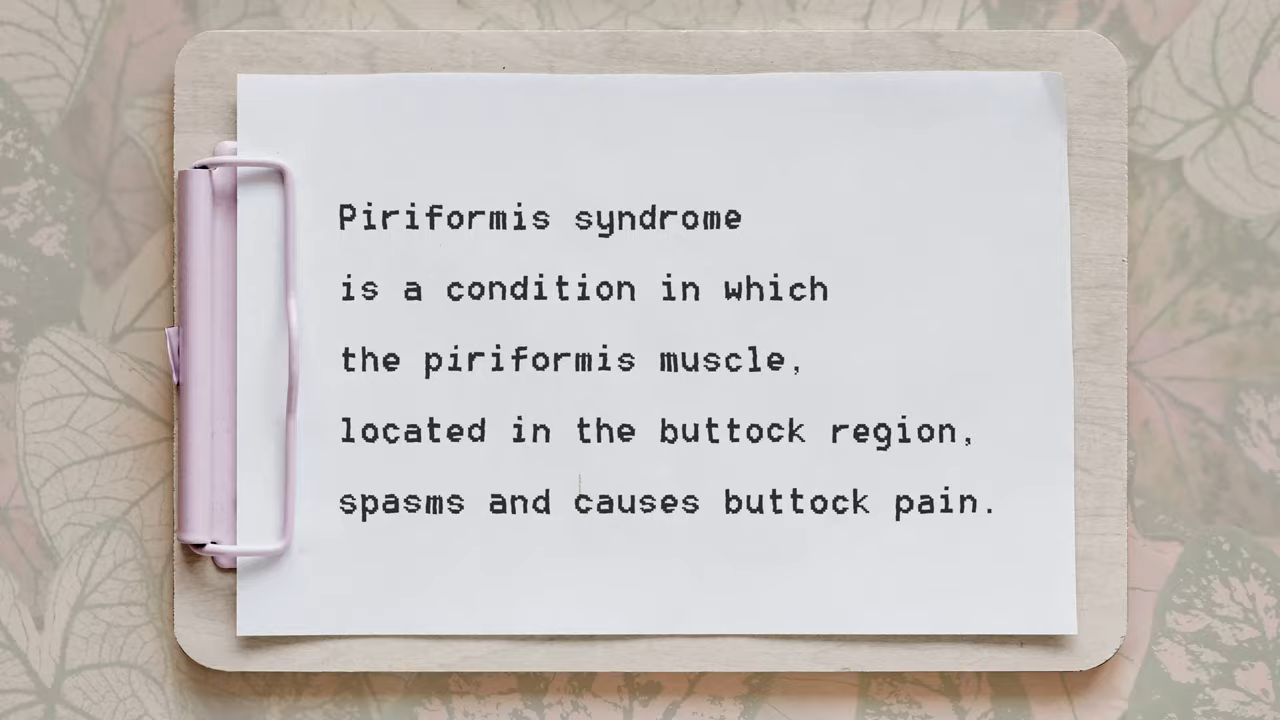 Piriformis syndrome
is a condition in which
the piriformis muscle,
located in the buttock region,
spasms and causes buttock pain.